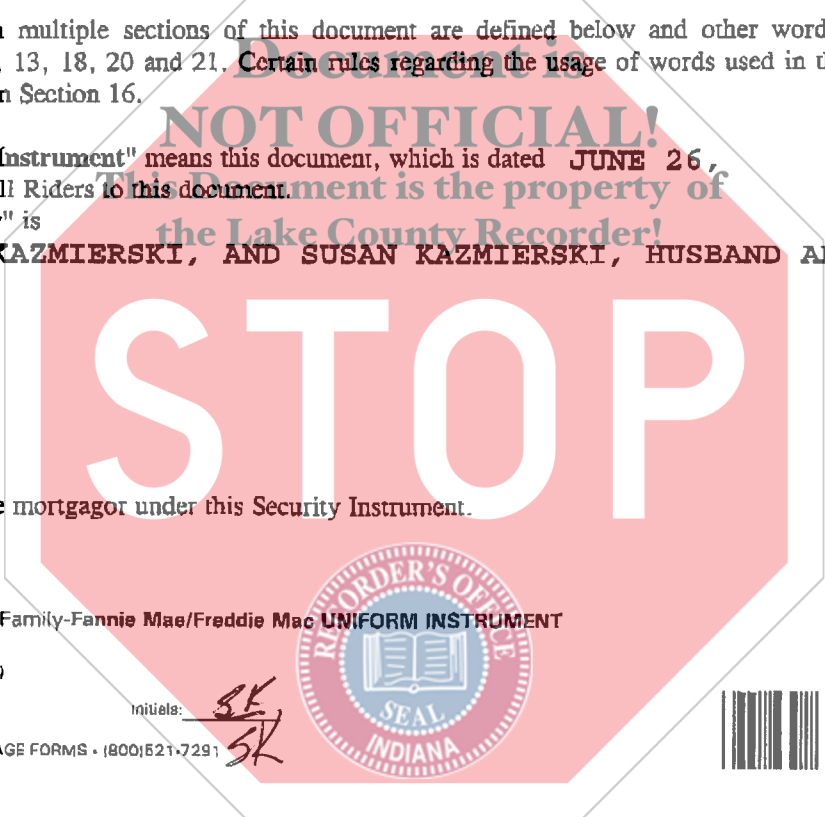 multiple sections of this document are defined below and other word
13, 18, 20 and 21. Certain rules regarding the usage of words used in
Section 16.
Document is
NOT OFFICIAL!
This Document is the property of
the Lake County Recorder!
Instrument" means this document, which is dated JUNE 26,
Riders to this document.
" is
KAZMIERSKI, AND SUSAN KAZMIERSKI, HUSBAND
STOP
mortgagor under this Security Instrument.
Family-Fannie Mae/Freddie Mac UNIFORM INSTRUMENT
RECORDER'S OFFICE
SEAL
INDIANA
Initials: SK
SK
GE FORMS • (800)521-7291